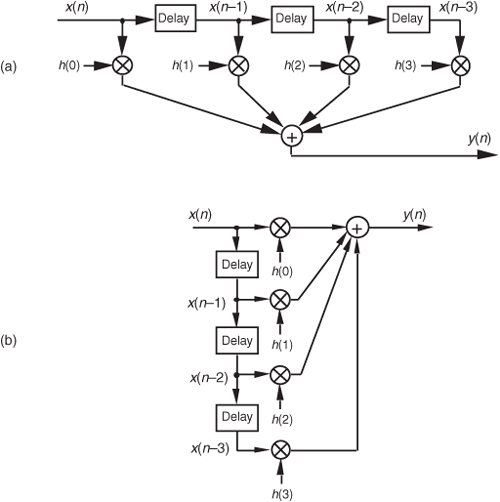 x(n) Delay x(n–1) Delay x(n–2) Delay x(n–3)
(a) h(0) h(1) h(2) h(3)
+
y(n)
x(n) + y(n)
Delay h(0)
x(n–1)
(b) Delay h(1)
x(n–2)
Delay h(2)
x(n–3)
h(3)